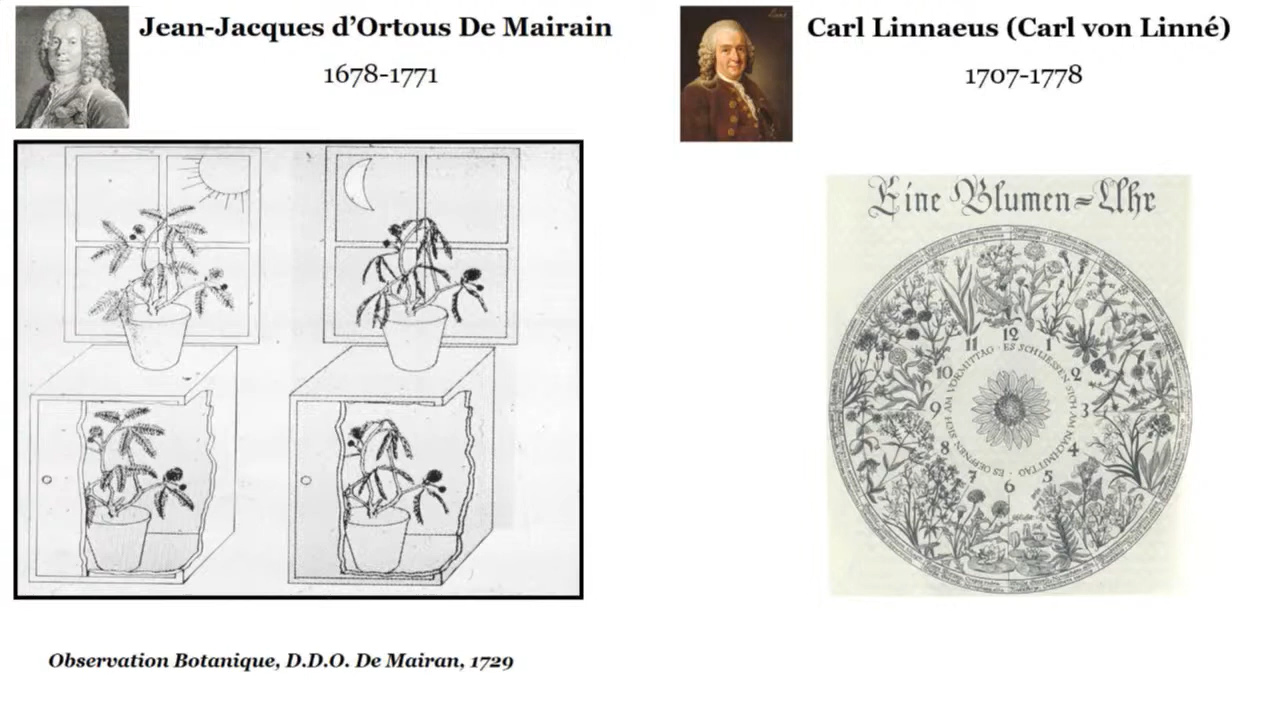 Jean-Jacques d'Ortous De Mairain
1678-1771
Carl Linnaeus (Carl von Linné)
1707-1778
Eine Blumen=Uhr
12
1
2
3
4
5
6
7
8
9
10
11
ES SCHLIESSEN SICH AM NACHMITTAG
ES OEFFNEN SICH AM VORMITTAG
Observation Botanique, D.D.O. De Mairan, 1729